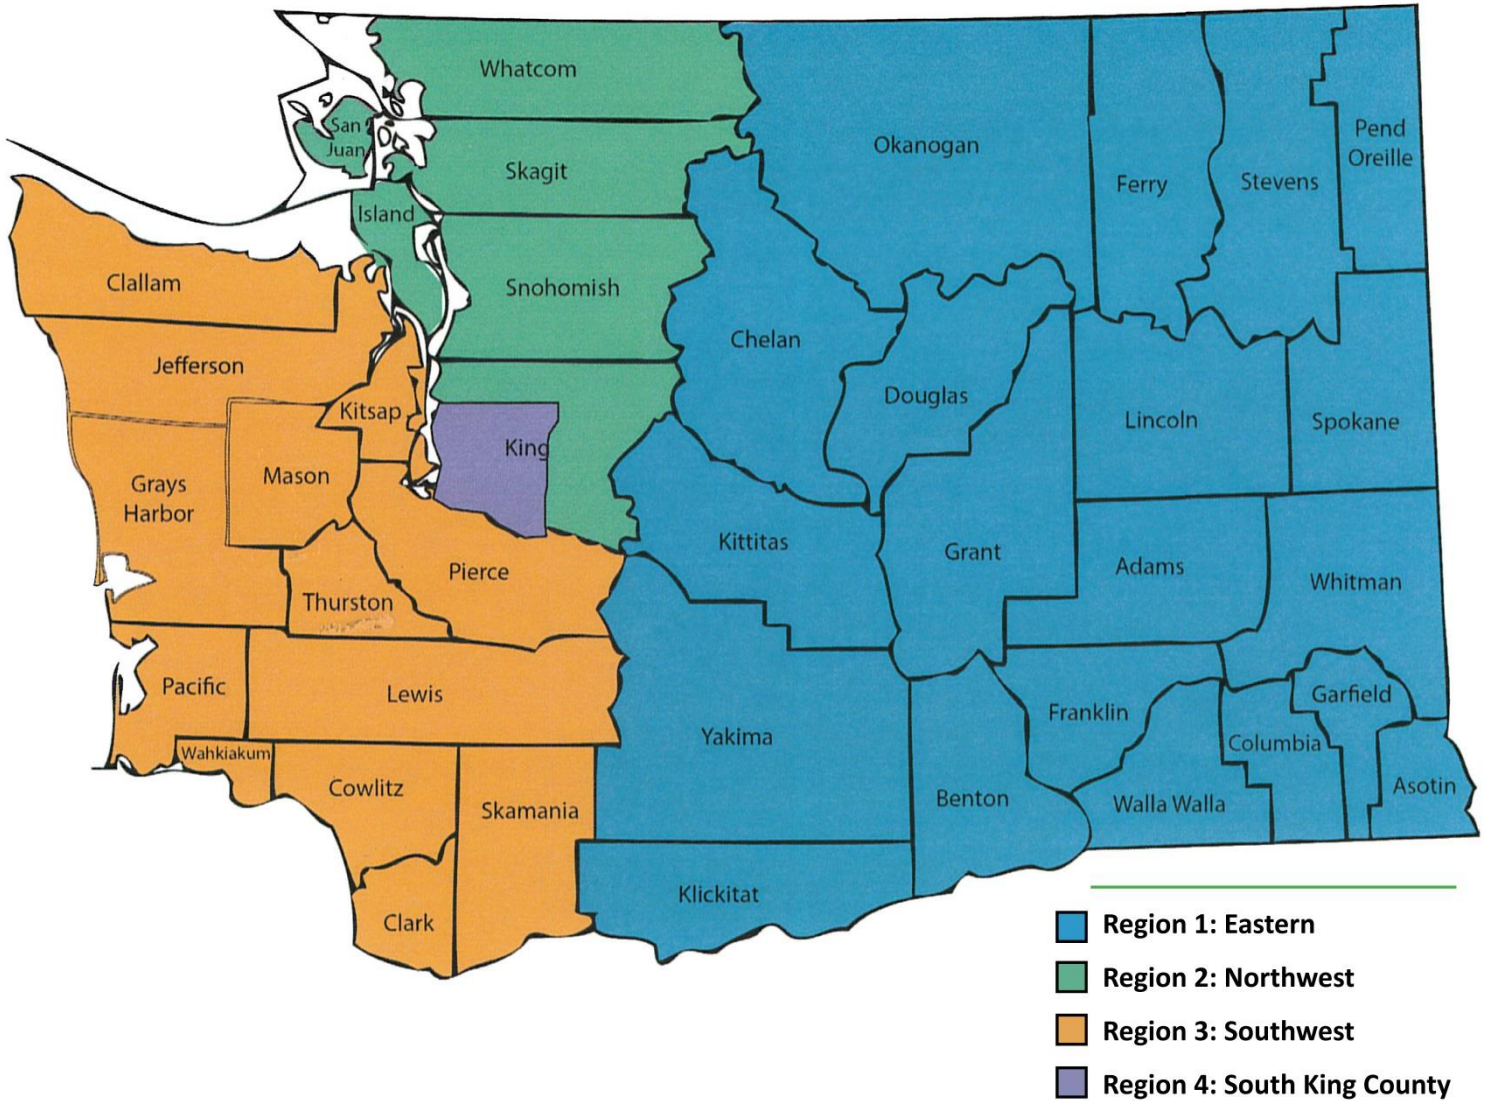 Whatcom
San
Juan
Skagit
Island
Snohomish
Clallam
Jefferson
Kitsap
King
Mason
Grays
Harbor
Pierce
Thurston
Pacific
Lewis
Wahkiakum
Cowlitz
Skamania
Clark
Okanogan
Ferry
Stevens
Pend
Oreille
Chelan
Douglas
Lincoln
Spokane
Kittitas
Grant
Adams
Whitman
Yakima
Franklin
Garfield
Columbia
Benton
Walla Walla
Asotin
Klickitat
Region 1: Eastern
Region 2: Northwest
Region 3: Southwest
Region 4: South King County